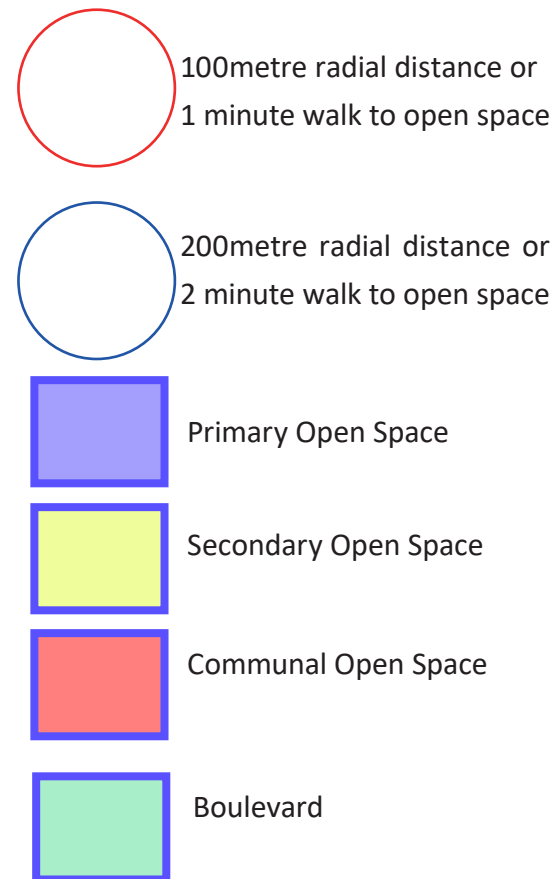 100metre radial distance or
1 minute walk to open space
200metre radial distance or
2 minute walk to open space
Primary Open Space
Secondary Open Space
Communal Open Space
Boulevard